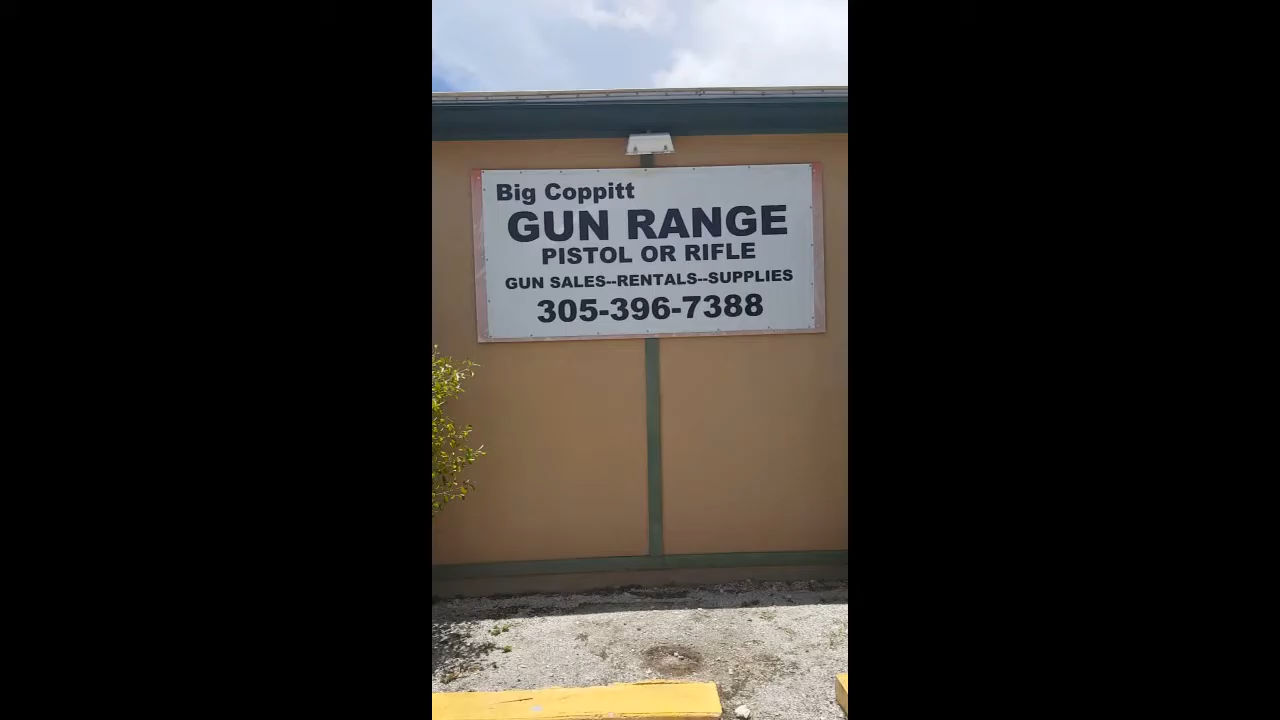 Big Coppitt
GUN RANGE
PISTOL OR RIFLE
GUN SALES--RENTALS--SUPPLIES
305-396-7388